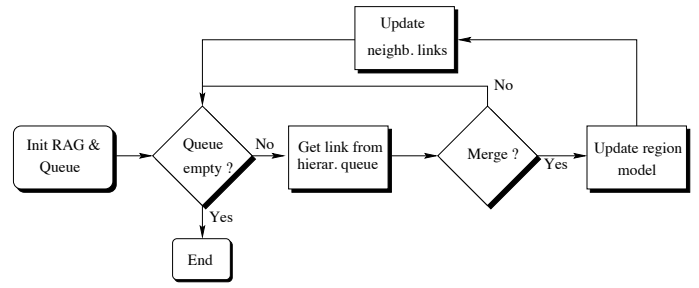 Update
neighb. links
No
Init RAG &
Queue
Queue
empty ?
No
Get link from
hierar. queue
Merge ?
Yes
Update region
model
Yes
End